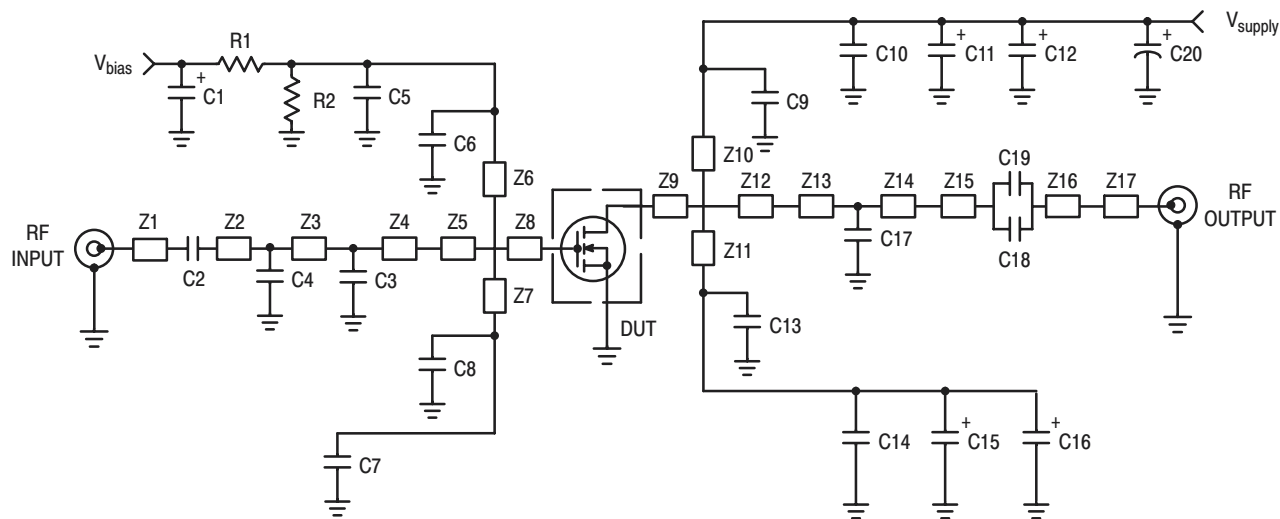 Vbias
R1
+
C1
R2
C5
C6
Z6
RF
INPUT
Z1
C2
Z2
C4
Z3
C3
Z4
Z5
Z8
Z7
C8
C7
DUT
Vsupply
C10
+
C11
+
C12
+
C20
C9
Z10
Z9
Z12
Z13
C17
Z14
Z15
C19
C18
Z16
Z17
RF
OUTPUT
Z11
C13
C14
+
C15
+
C16